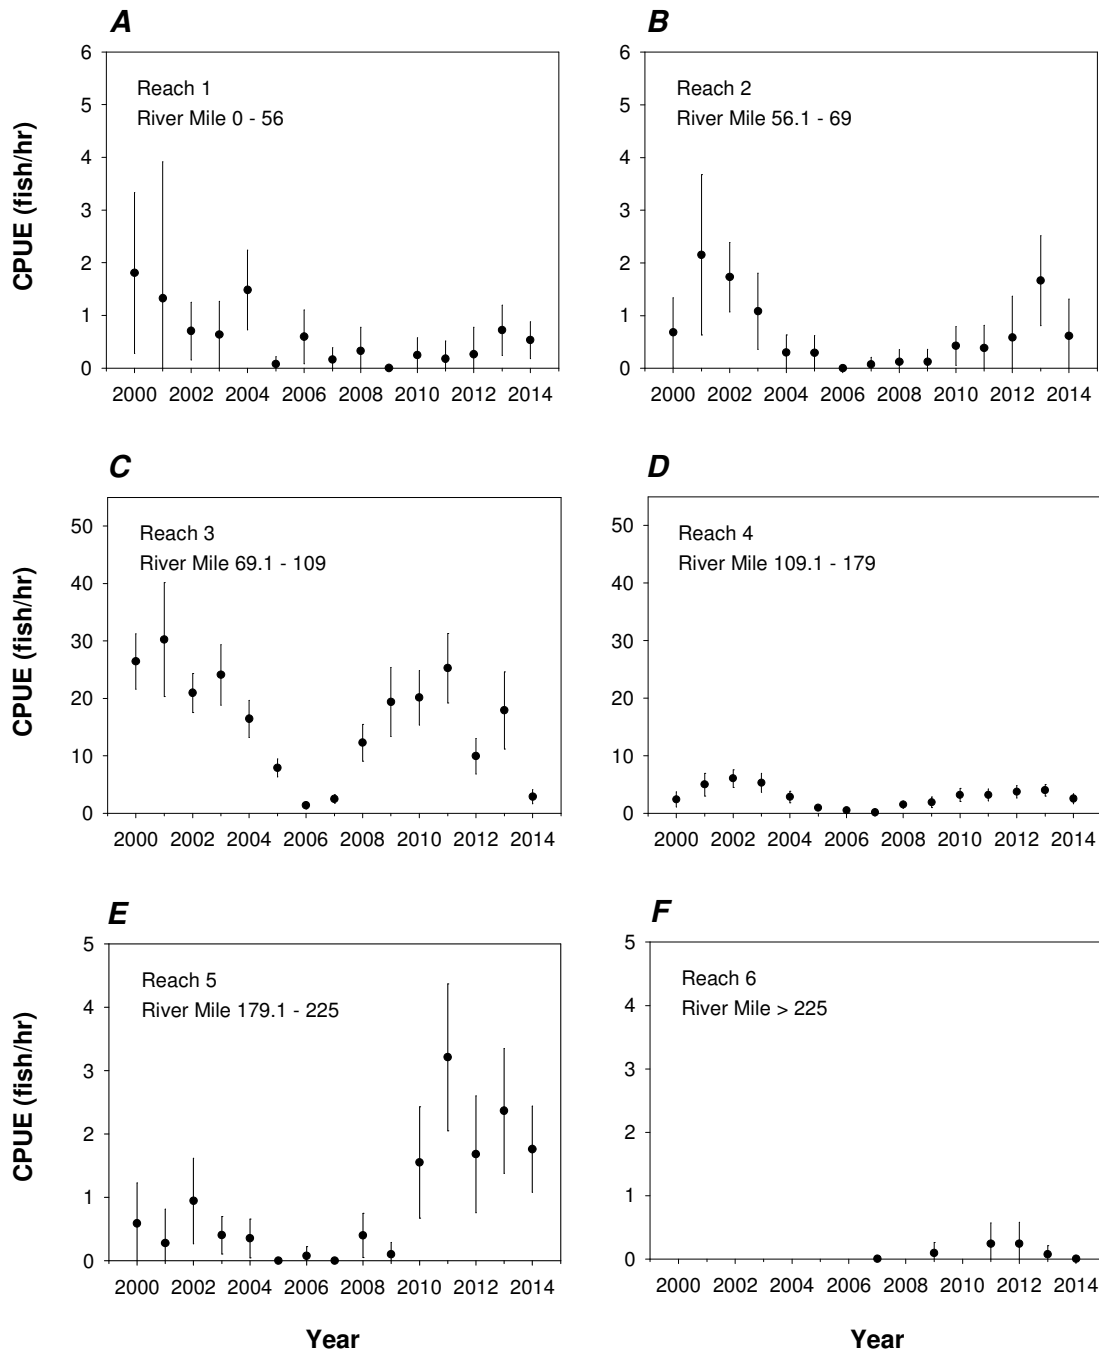 A
CPUE (fish/hr)
6
5
4
3
2
1
0
Reach 1
River Mile 0 - 56
2000 2002 2004 2006 2008 2010 2012 2014
B
6
5
4
3
2
1
0
Reach 2
River Mile 56.1 - 69
2000 2002 2004 2006 2008 2010 2012 2014
C
CPUE (fish/hr)
50
40
30
20
10
0
Reach 3
River Mile 69.1 - 109
2000 2002 2004 2006 2008 2010 2012 2014
D
50
40
30
20
10
0
Reach 4
River Mile 109.1 - 179
2000 2002 2004 2006 2008 2010 2012 2014
E
CPUE (fish/hr)
5
4
3
2
1
0
Reach 5
River Mile 179.1 - 225
2000 2002 2004 2006 2008 2010 2012 2014
Year
F
5
4
3
2
1
0
Reach 6
River Mile > 225
2000 2002 2004 2006 2008 2010 2012 2014
Year